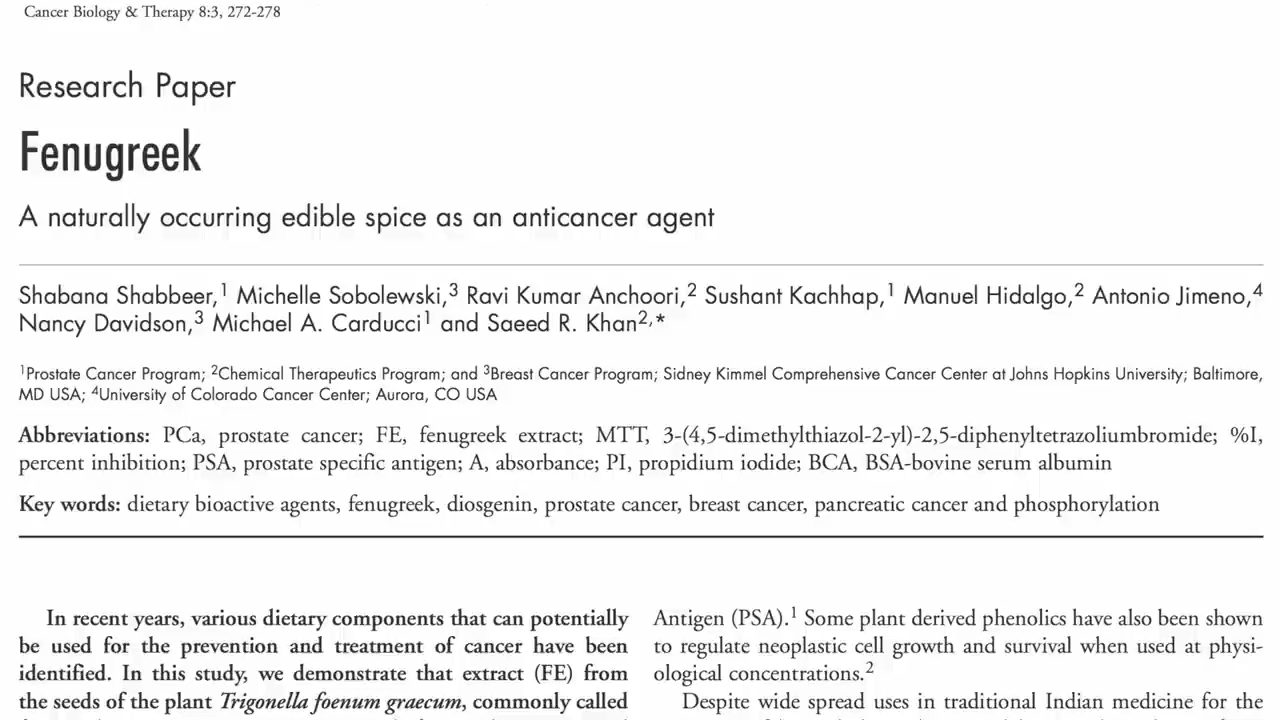 Cancer Biology & Therapy 8:3, 272-278
Research Paper
Fenugreek
A naturally occurring edible spice as an anticancer agent
Shabana Shabbeer,1 Michelle Sobolewski,3 Ravi Kumar Anchoori,2 Sushant Kachhap,1 Manuel Hidalgo,2 Antonio Jimeno,4
Nancy Davidson,3 Michael A. Carducci1 and Saeed R. Khan2,*
1Prostate Cancer Program; 2Chemical Therapeutics Program; and 3Breast Cancer Program; Sidney Kimmel Comprehensive Cancer Center at Johns Hopkins University; Baltimore,
MD USA; 4University of Colorado Cancer Center; Aurora, CO USA
Abbreviations: PCa, prostate cancer; FE, fenugreek extract; MTT, 3-(4,5-dimethylthiazol-2-yl)-2,5-diphenyltetrazoliumbromide; %I,
percent inhibition; PSA, prostate specific antigen; A, absorbance; PI, propidium iodide; BCA, BSA-bovine serum albumin
Key words: dietary bioactive agents, fenugreek, diosgenin, prostate cancer, breast cancer, pancreatic cancer and phosphorylation
In recent years, various dietary components that can potentially
be used for the prevention and treatment of cancer have been
identified. In this study, we demonstrate that extract (FE) from
the seeds of the plant Trigonella foenum graecum, commonly called
Antigen (PSA).1 Some plant derived phenolics have also been shown
to regulate neoplastic cell growth and survival when used at physi-
ological concentrations.2
Despite wide spread uses in traditional Indian medicine for the